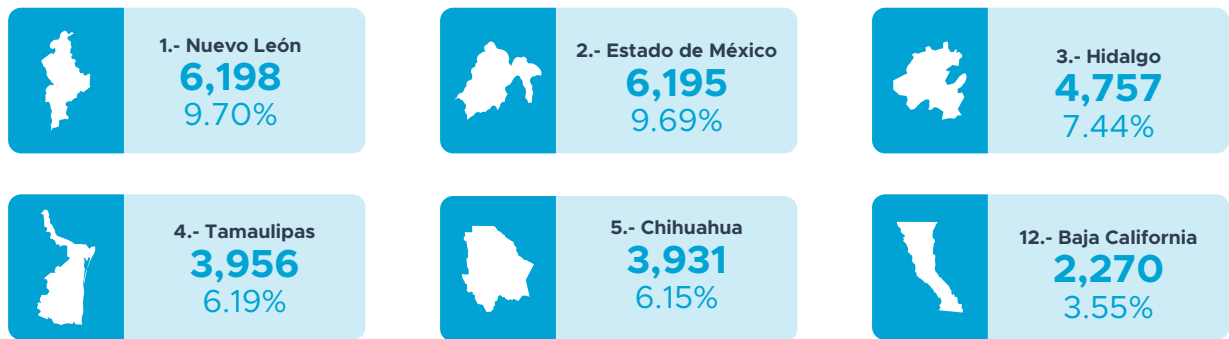 1.- Nuevo León
6,198
9.70%
2.- Estado de México
6,195
9.69%
3.- Hidalgo
4,757
7.44%
4.- Tamaulipas
3,956
6.19%
5.- Chihuahua
3,931
6.15%
12.- Baja California
2,270
3.55%